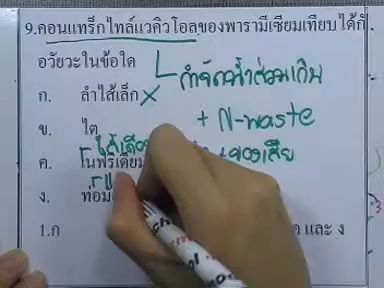 9.คอนแทร็กไทล์แวคิวโอลของพารามีเซียมเทียบได้กั
อวัยวะในข้อใด
กำจัดน้ำส่วนเกิน
ก. ลำไส้เล็ก
+ N-waste
ข. ไต
ของเสีย
ค. เนฟริเดียม
ง.
1.ก
ค และ ง